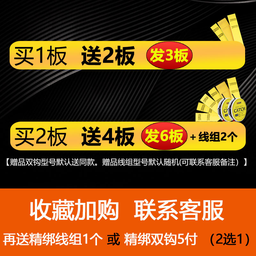 买1板 送2板 发3板
买2板 送4板 发6板 + 线组2个
【赠品双钩型号默认送同款。赠品线组型号默认随机(可联系客服备注）】
收藏加购 联系客服
再送精绑线组1个 或 精绑双钩5付 （2选1）